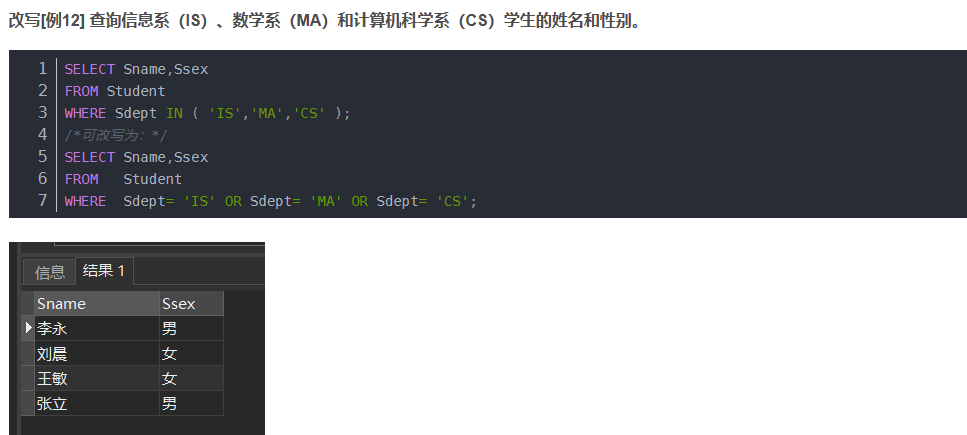 改写[例12] 查询信息系（IS）、数学系（MA）和计算机科学系（CS）学生的姓名和性别。
1 SELECT Sname,Ssex
2 FROM Student
3 WHERE Sdept IN ( 'IS','MA','CS' );
4 /*可改写为：*/
5 SELECT Sname,Ssex
6 FROM   Student
7 WHERE  Sdept= 'IS' OR Sdept= 'MA' OR Sdept= 'CS';
信息 结果 1
Sname Ssex
李永 男
刘晨 女
王敏 女
张立 男